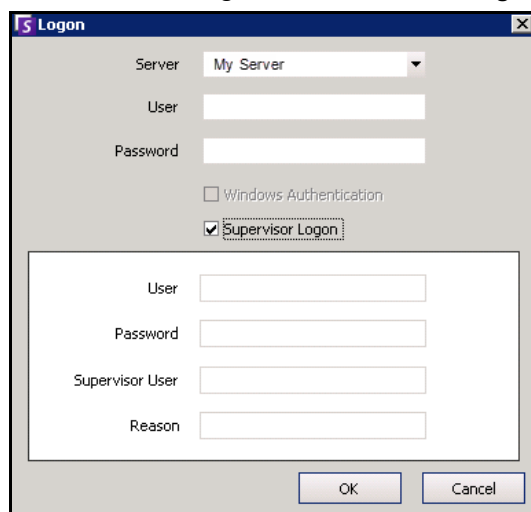 Logon
Server My Server
User
Password
Windows Authentication
Supervisor Logon
User
Password
Supervisor User
Reason
OK Cancel